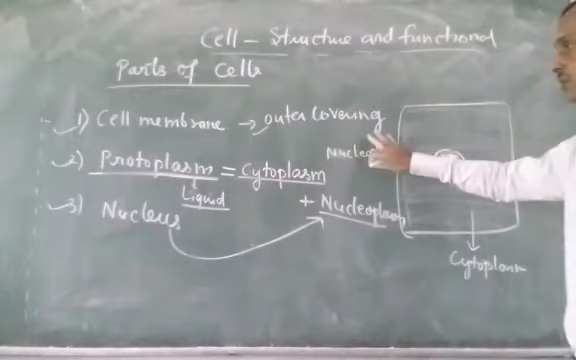 Cell - Structure and functional
Parts of Cells
1) Cell membrane → outer covering
2) Protoplasm = Cytoplasm
Liquid
+ Nucleoplasm
3) Nucleus
Cytoplasm